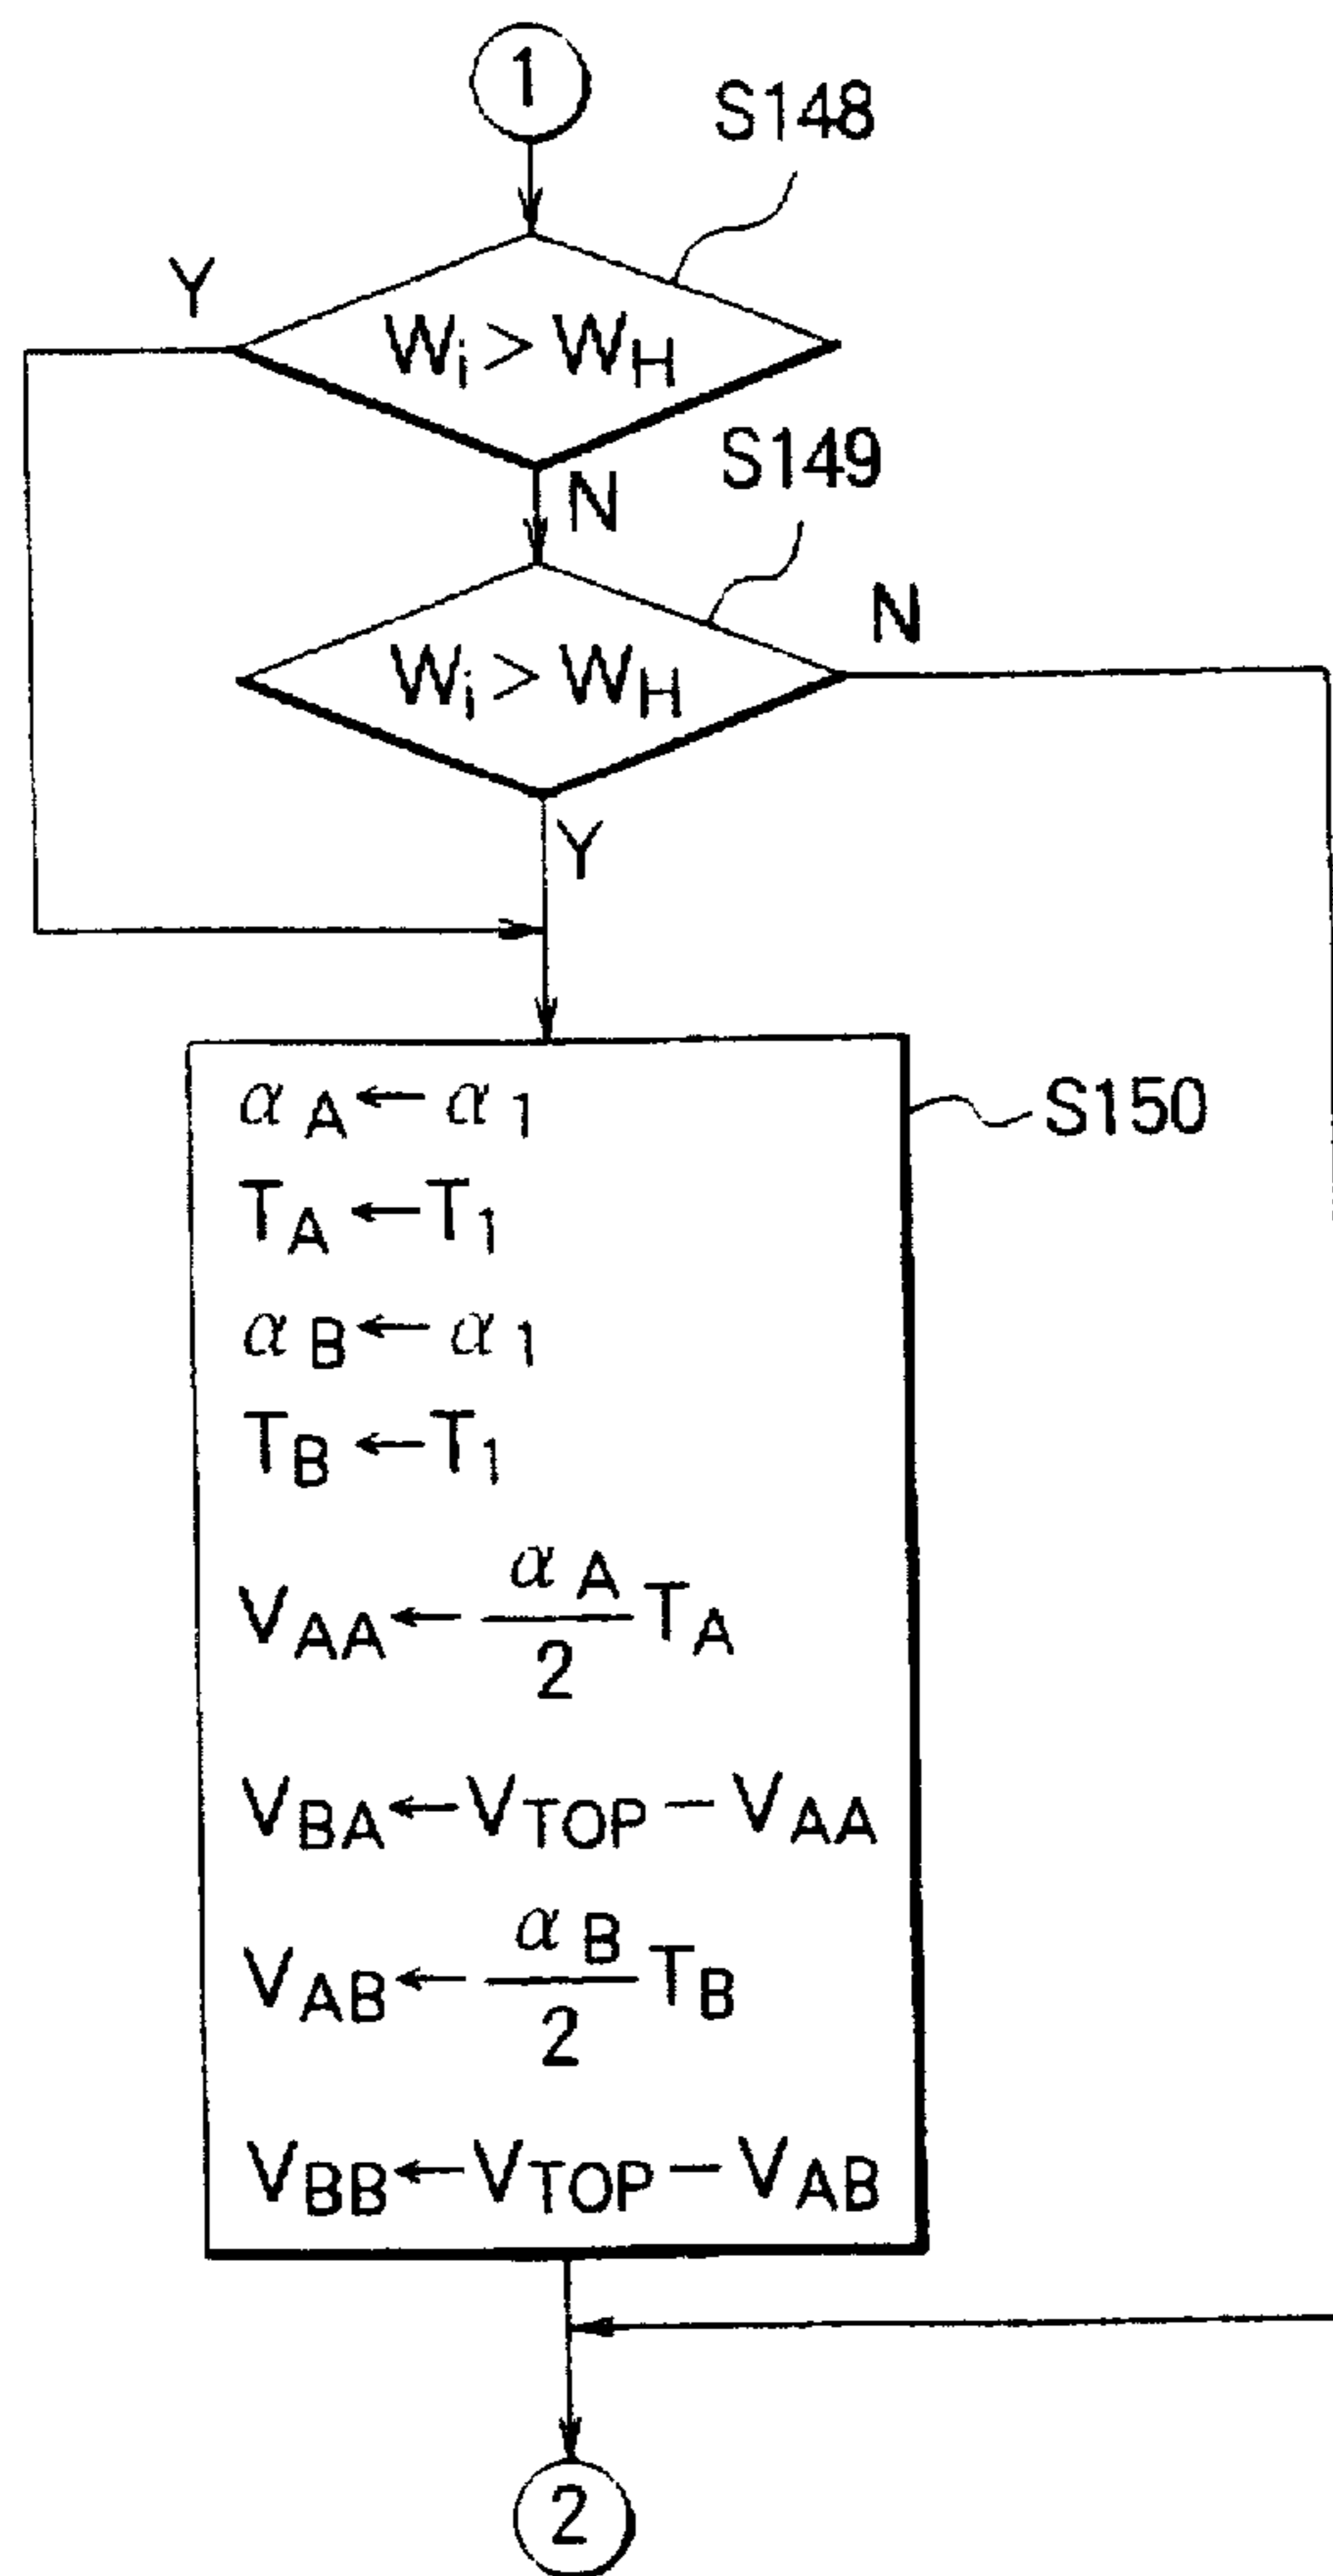 1
S148
Y
Wi > WH
N
S149
Wi > WH
N
Y
αA ← α1
S150
TA ← T1
αB ← α1
TB ← T1
VAA ← αA/2 TA
VBA ← VTOP − VAA
VAB ← αB/2 TB
VBB ← VTOP − VAB
2